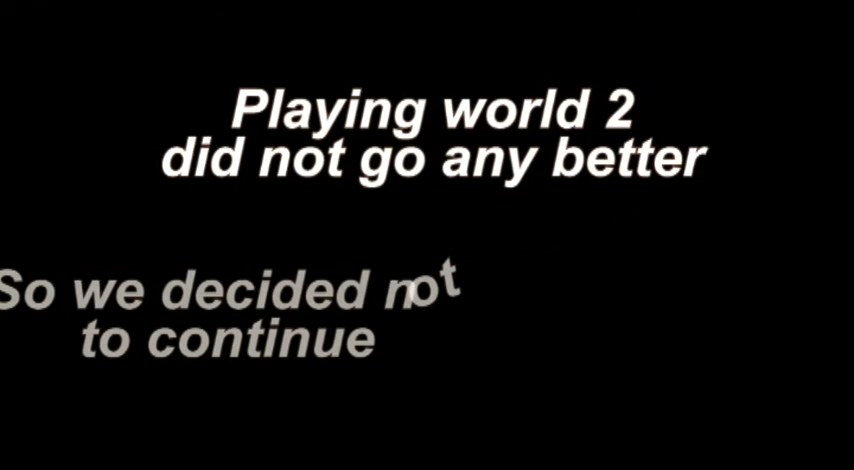 Playing world 2
did not go any better
So we decided not
to continue